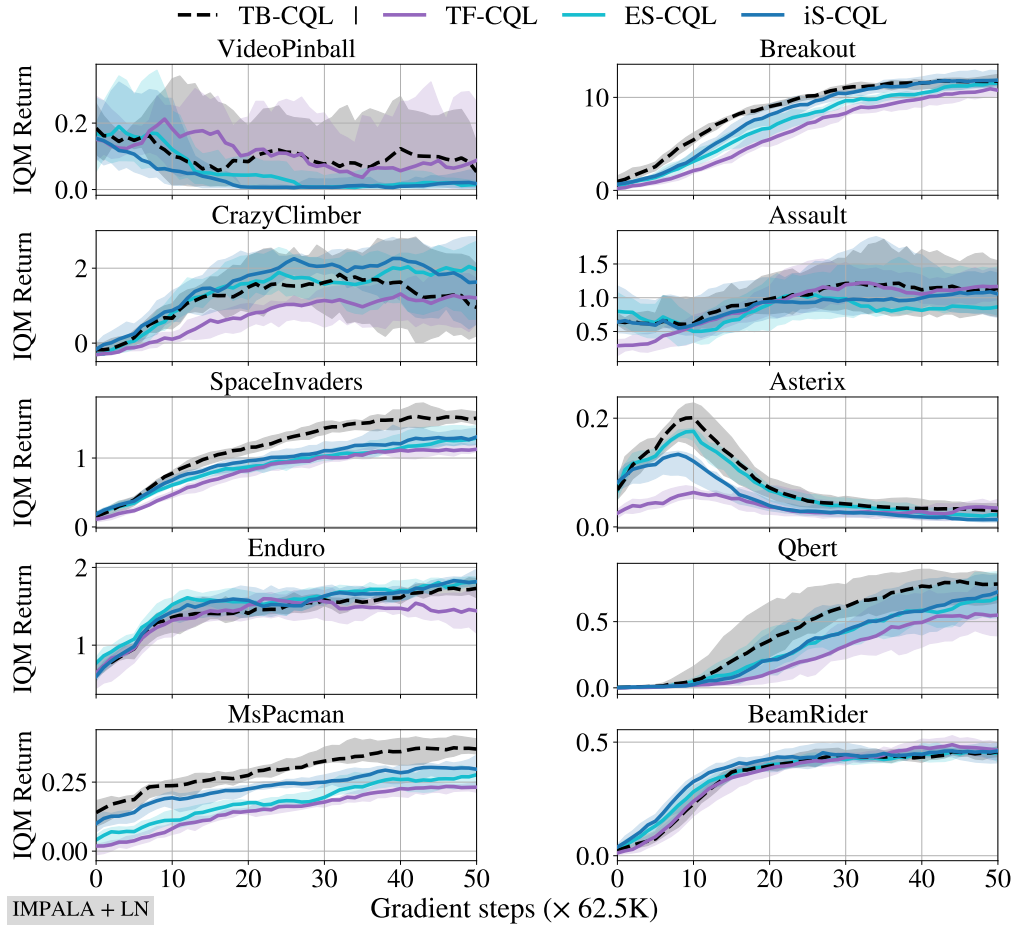 TB-CQL | TF-CQL ES-CQL iS-CQL
VideoPinball Breakout
IQM Return
0.2
0.0
10
0
CrazyClimber Assault
IQM Return
2
0
1.5
1.0
0.5
SpaceInvaders Asterix
IQM Return
1
0
0.2
0.0
Enduro Qbert
IQM Return
2
1
0.5
0.0
MsPacman BeamRider
IQM Return
0.25
0.00
0.5
0.0
0 10 20 30 40 50 0 10 20 30 40 50
IMPALA + LN Gradient steps (× 62.5K)